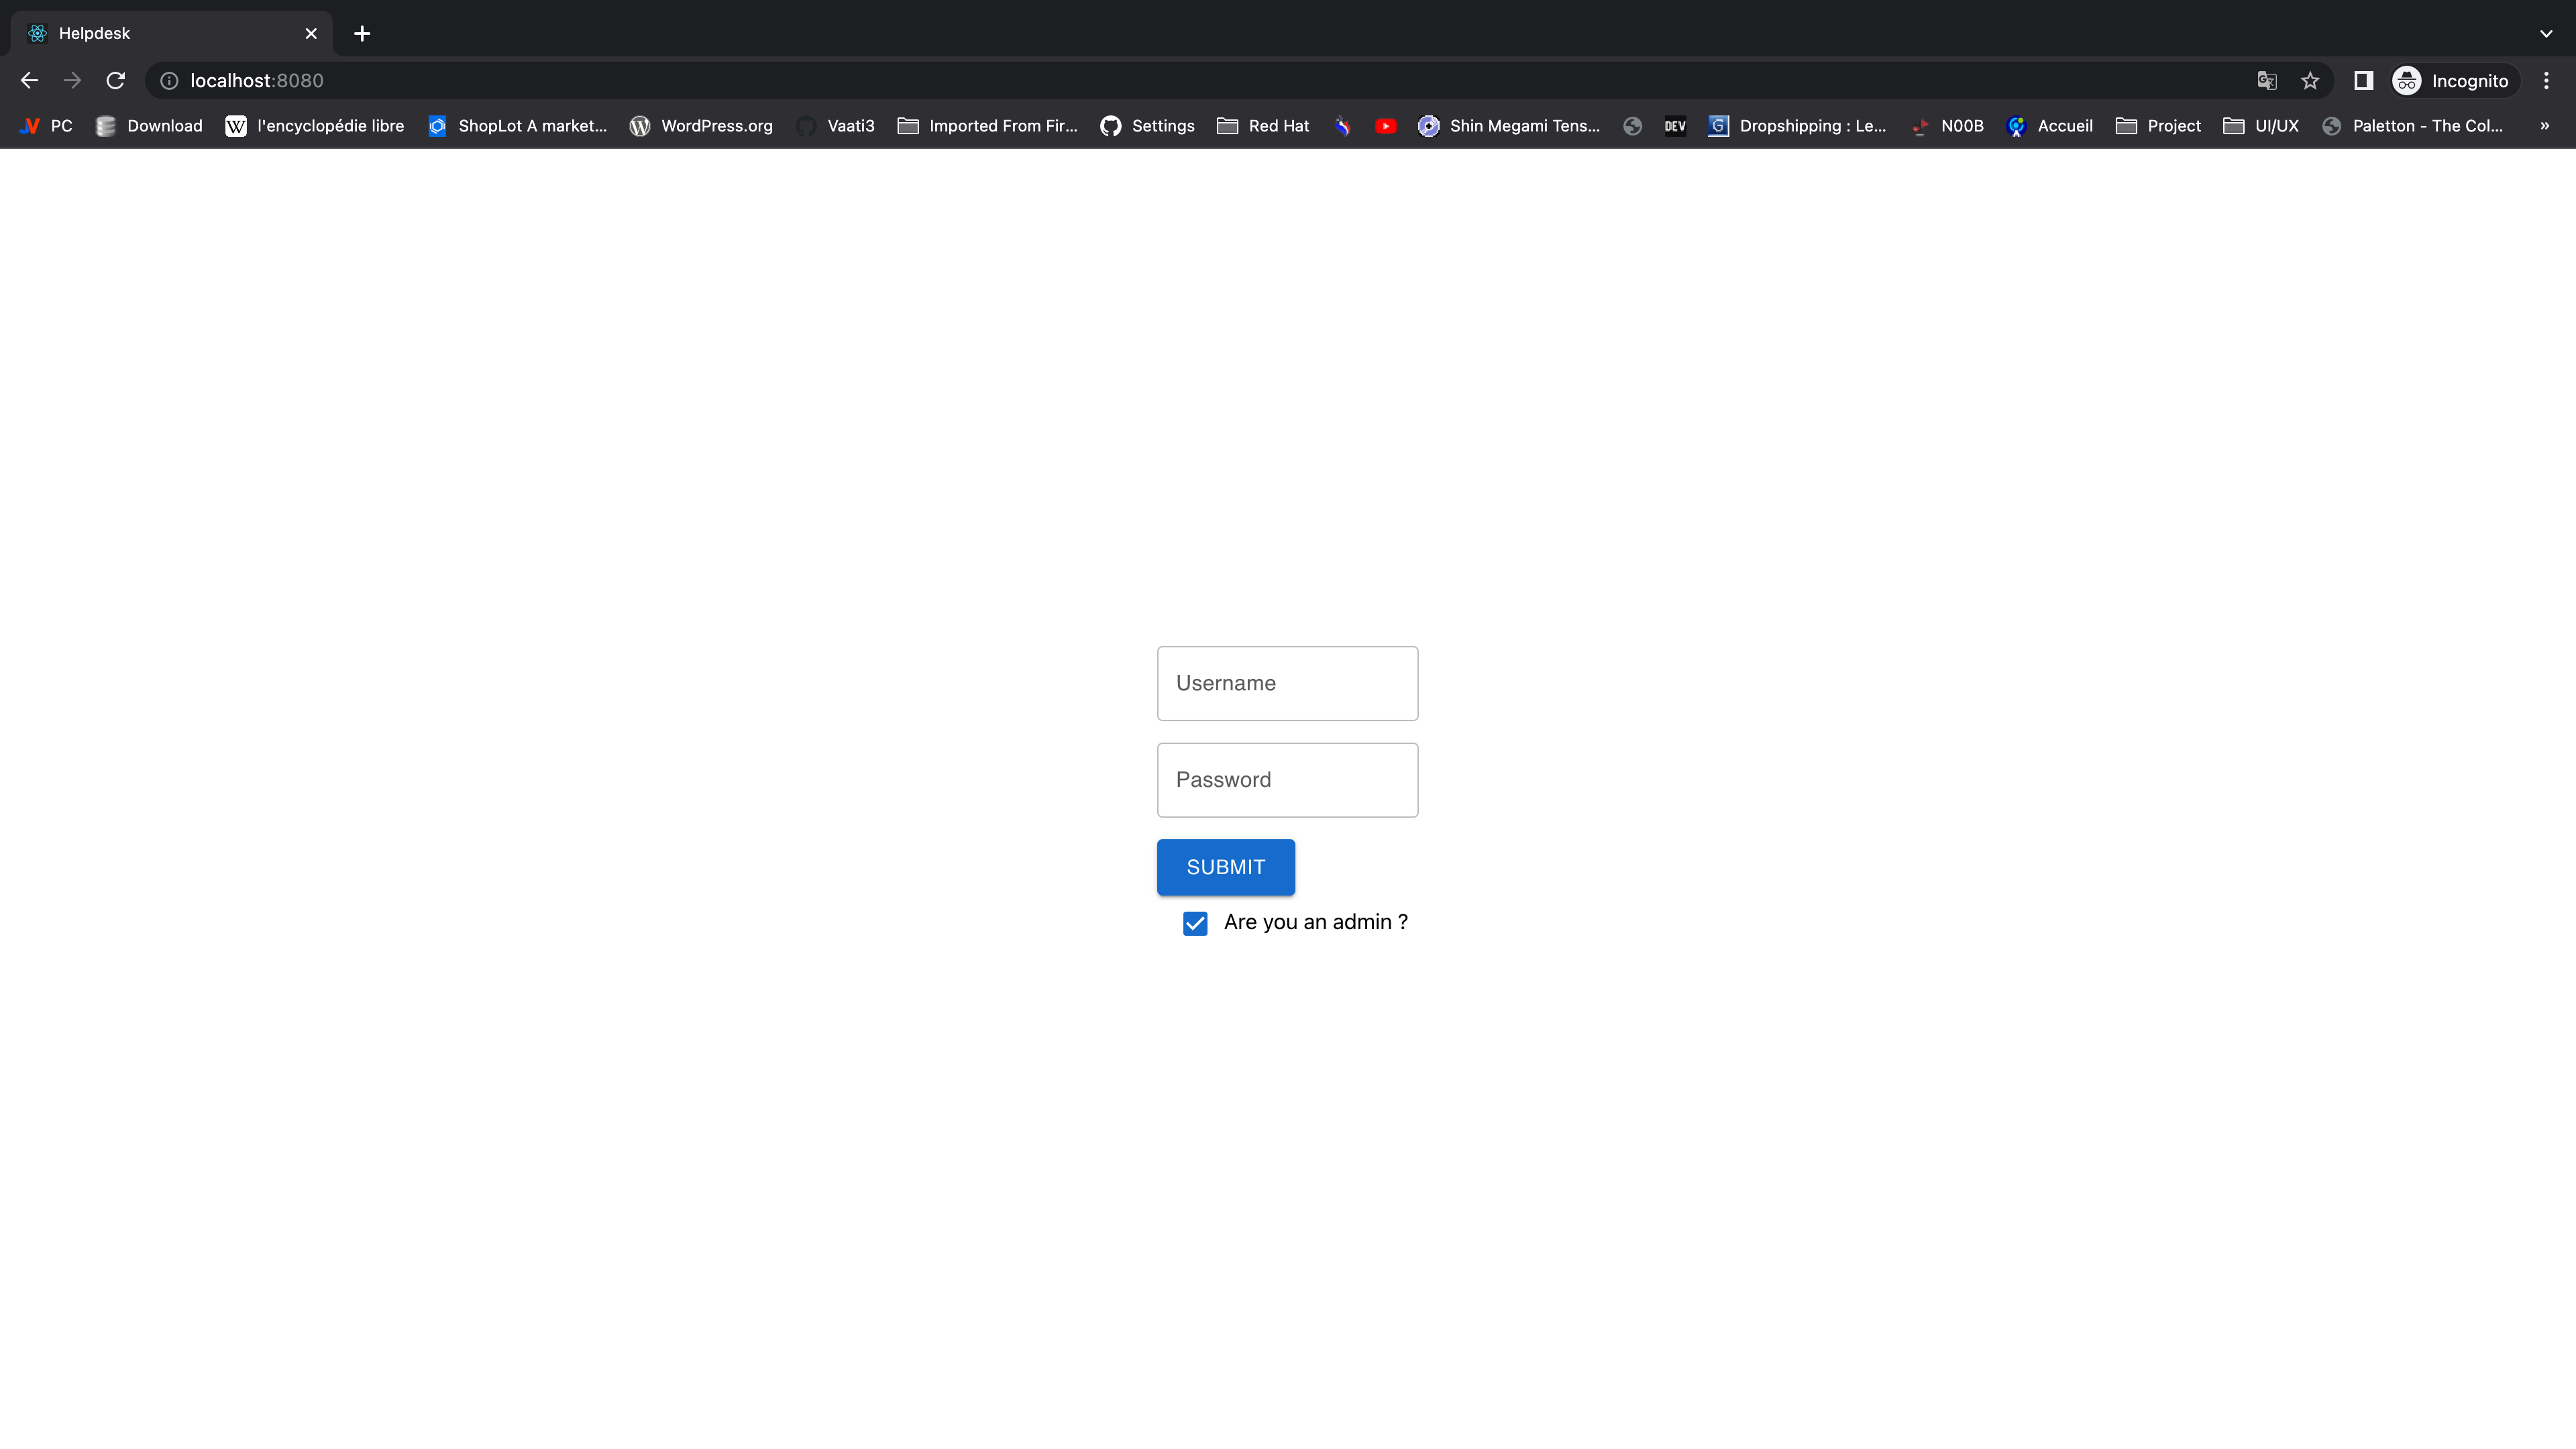 Helpdesk
localhost:8080
Incognito
PC Download W l'encyclopédie libre ShopLot A market... WordPress.org Vaati3 Imported From Fir... Settings Red Hat Shin Megami Tens... DEV G Dropshipping : Le... N00B Accueil Project UI/UX Paletton - The Col... »
Username
Password
SUBMIT
Are you an admin ?